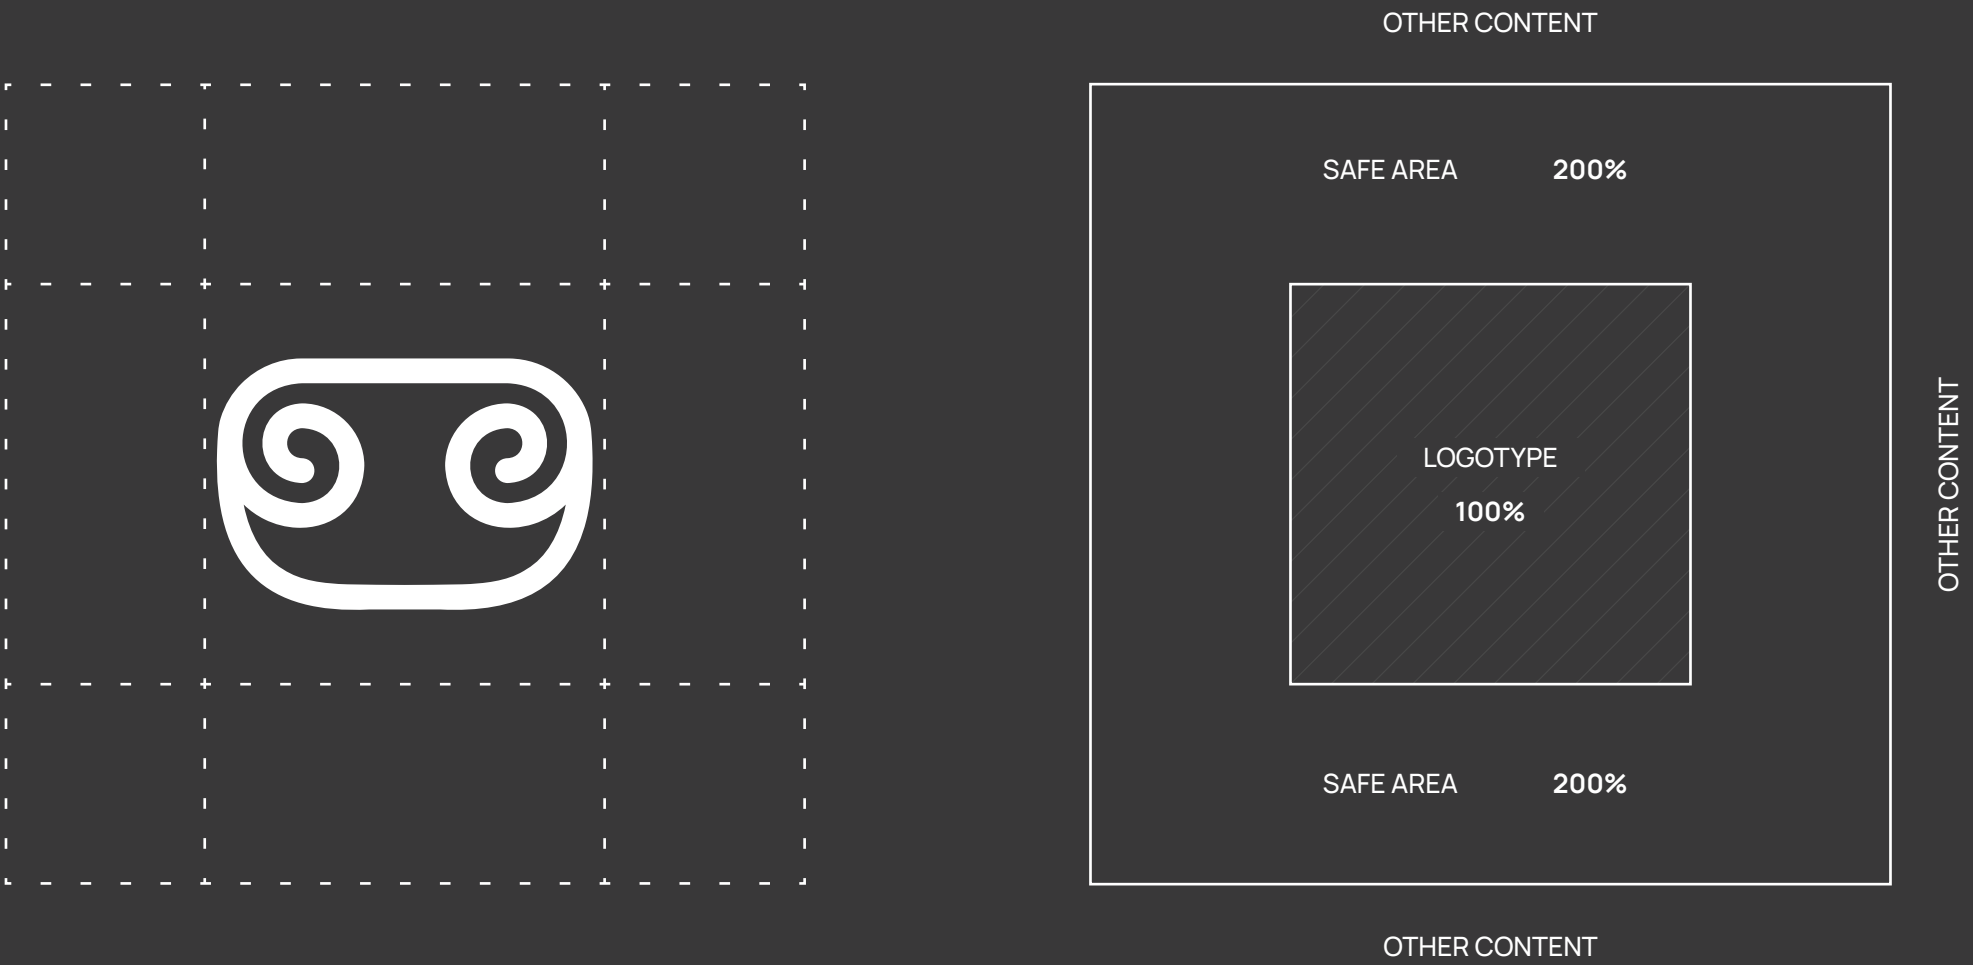 OTHER CONTENT
SAFE AREA 200%
LOGOTYPE
100%
OTHER CONTENT
SAFE AREA 200%
OTHER CONTENT